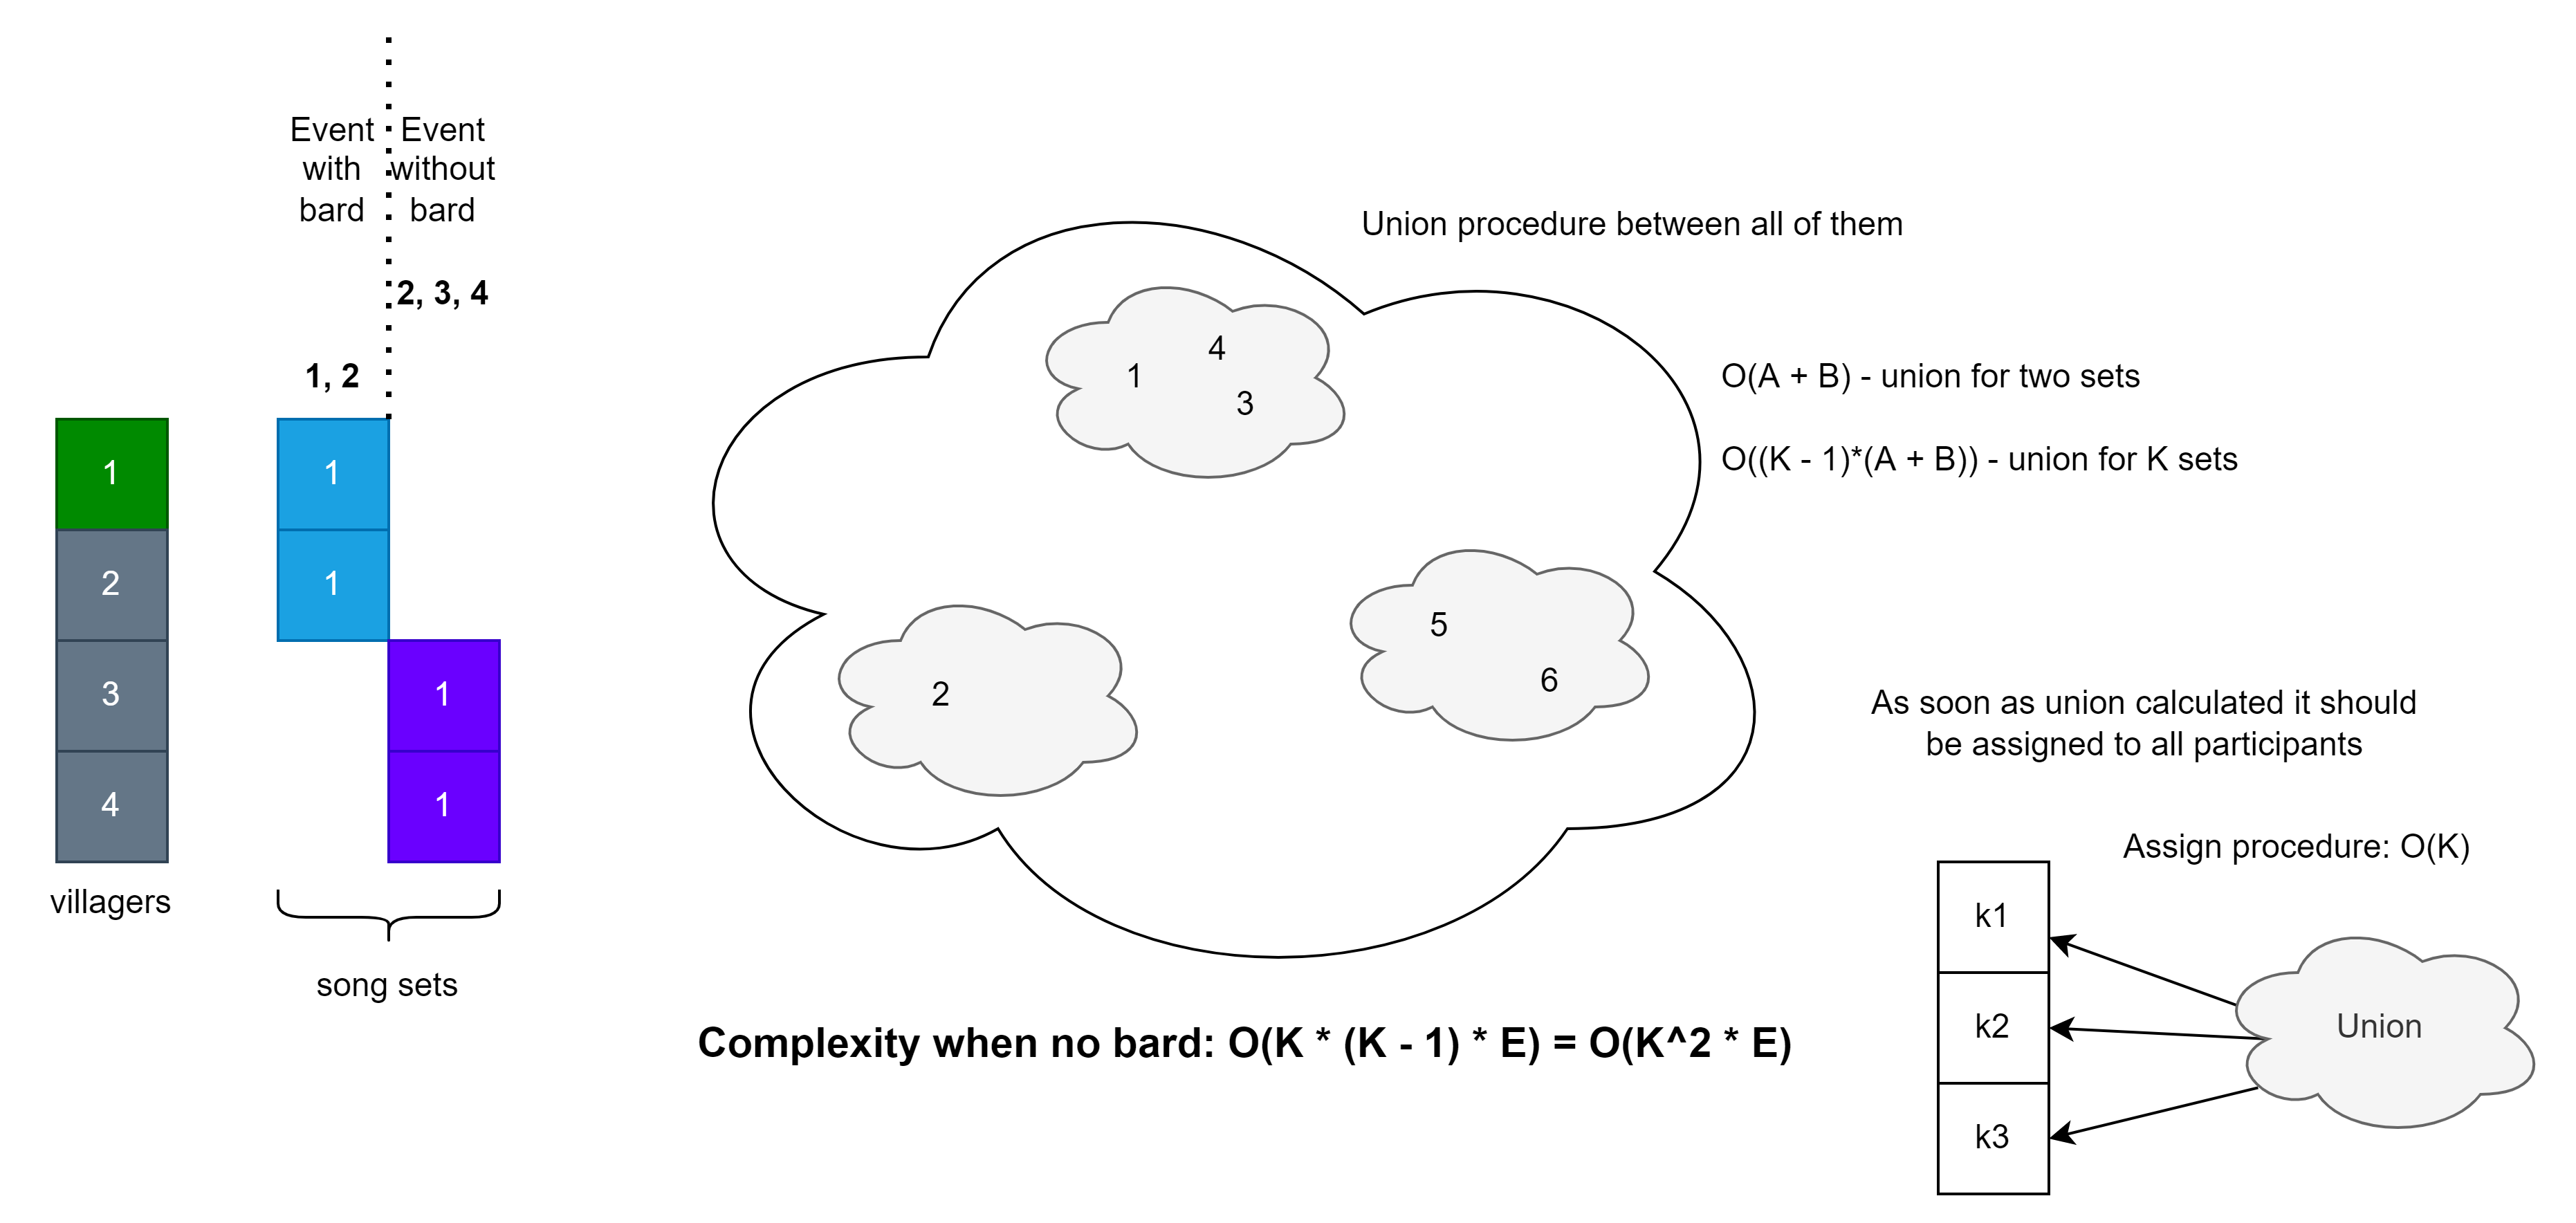 Event
with
bard
Event
without
bard
2, 3, 4
1, 2
1
2
3
4
villagers
1
1
1
1
song sets
Union procedure between all of them
4
1
3
5
6
2
O(A + B) - union for two sets
O((K - 1)*(A + B)) - union for K sets
As soon as union calculated it should
be assigned to all participants
Assign procedure: O(K)
k1
k2
k3
Union
Complexity when no bard: O(K * (K - 1) * E) = O(K^2 * E)